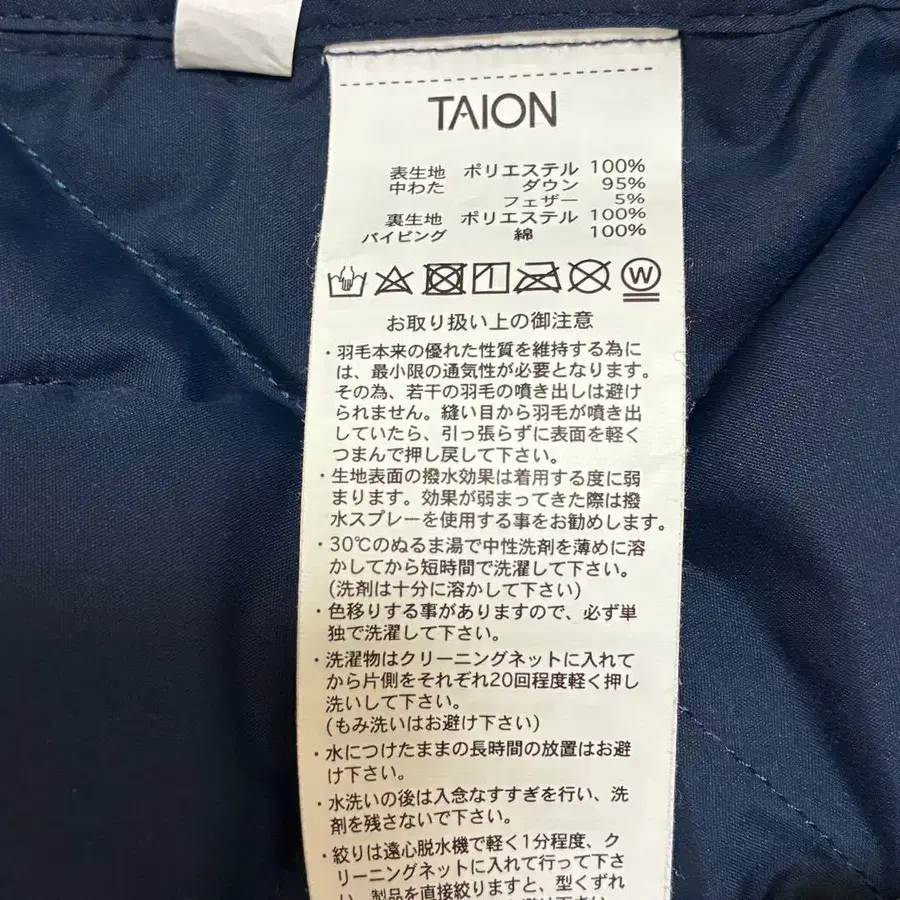 TAION
表生地 ポリエステル 100%
中わた ダウン 95%
フェザー 5%
裏生地 ポリエステル 100%
パイピング 綿 100%
W
お取り扱い上の御注意
・羽毛本来の優れた性質を維持する為に
は、最小限の通気性が必要となります。
その為、若干の羽毛の噴き出しは避け
られません。縫い目から羽毛が噴き出
していたら、引っ張らずに表面を軽く
つまんで押し戻して下さい。
・生地表面の撥水効果は着用する度に弱
まります。効果が弱まってきた際は撥
水スプレーを使用する事をお勧めします。
・30℃のぬるま湯で中性洗剤を薄めに溶
かしてから短時間で洗濯して下さい。
(洗剤は十分に溶かして下さい)
・色移りする事がありますので、必ず単
独で洗濯して下さい。
・洗濯物はクリーニングネットに入れて
から片側をそれぞれ20回程度軽く押し
洗いして下さい。
(もみ洗いはお避け下さい)
・水につけたままの長時間の放置はお避
け下さい。
・水洗いの後は入念なすすぎを行い、洗
剤を残さないで下さい。
・絞りは遠心脱水機で軽く1分程度、ク
リーニングネットに入れて行って下さ
い。製品を直接絞りますと、型くずれ